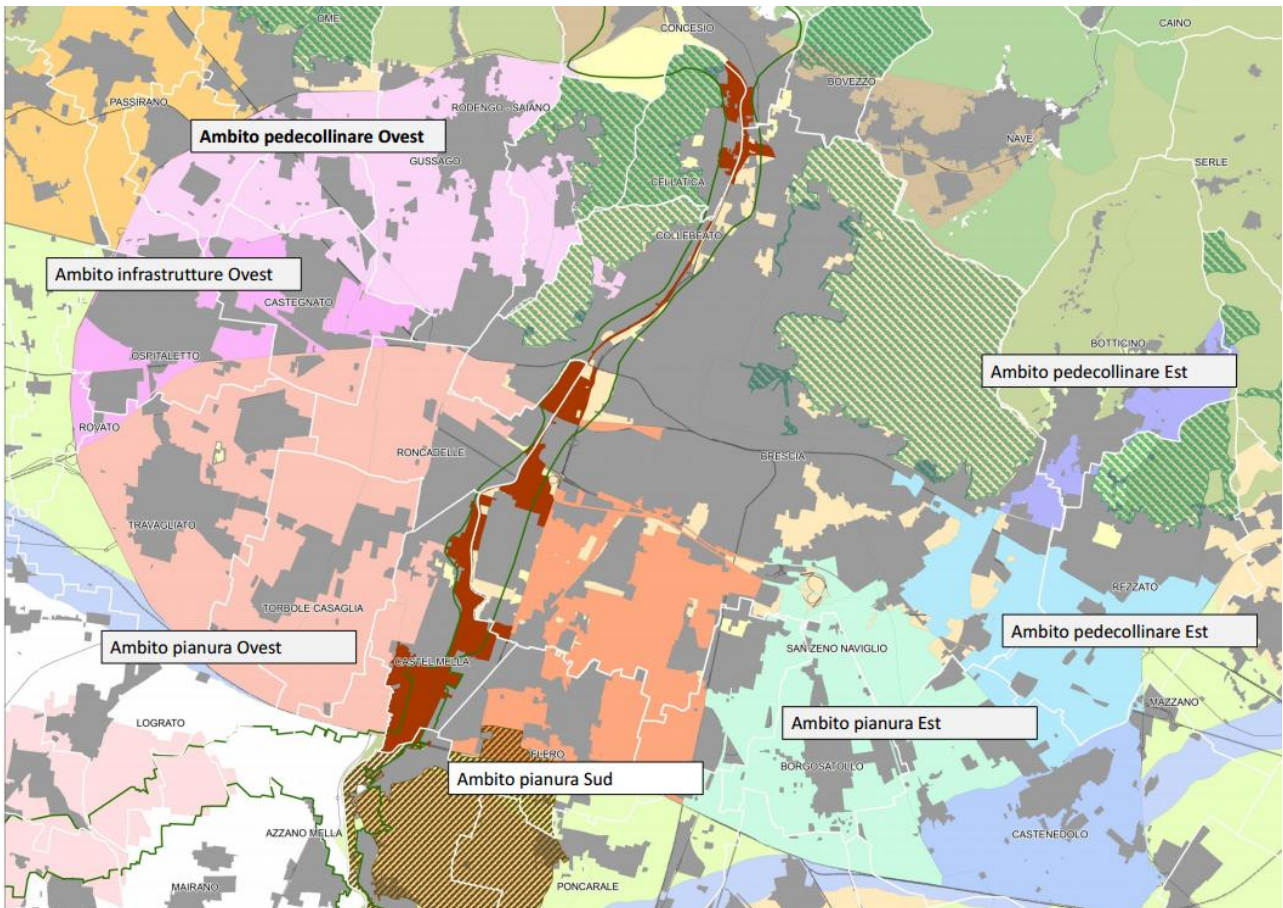 OME
CONCESIO
CAINO
BOVEZZO
PASSIRANO
RODENGO - SAIANO
Ambito pedecollinare Ovest
NAVE
GUSSAGO
SERLE
CELLATICA
COLLEBEATO
Ambito infrastrutture Ovest
CASTEGNATO
BOTTICINO
OSPITALETTO
Ambito pedecollinare Est
ROVATO
RONCADELLE
BRESCIA
TRAVAGLIATO
REZZATO
TORBOLE CASAGLIA
Ambito pedecollinare Est
Ambito pianura Ovest
SAN ZENO NAVIGLIO
CASTEL MELLA
MAZZANO
LOGRATO
Ambito pianura Est
FLERO
Ambito pianura Sud
BORGOSATOLLO
AZZANO MELLA
CASTENEDOLO
MAIRANO
PONCARALE